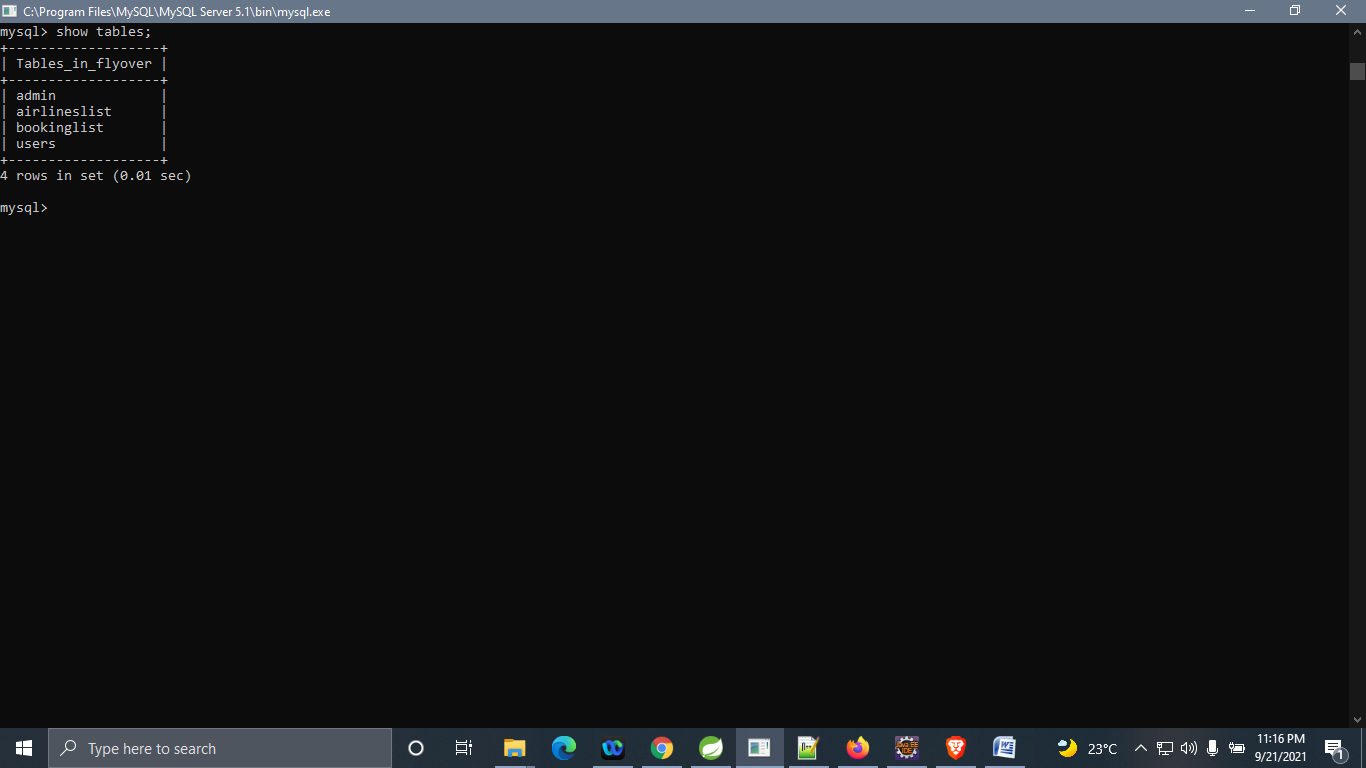 C:\Program Files\MySQL\MySQL Server 5.1\bin\mysql.exe
mysql> show tables;
+-------------------+
| Tables_in_flyover |
+-------------------+
| admin             |
| airlineslist      |
| bookinglist       |
| users             |
+-------------------+
4 rows in set (0.01 sec)
mysql>
Type here to search
23°C
11:16 PM
9/21/2021
1